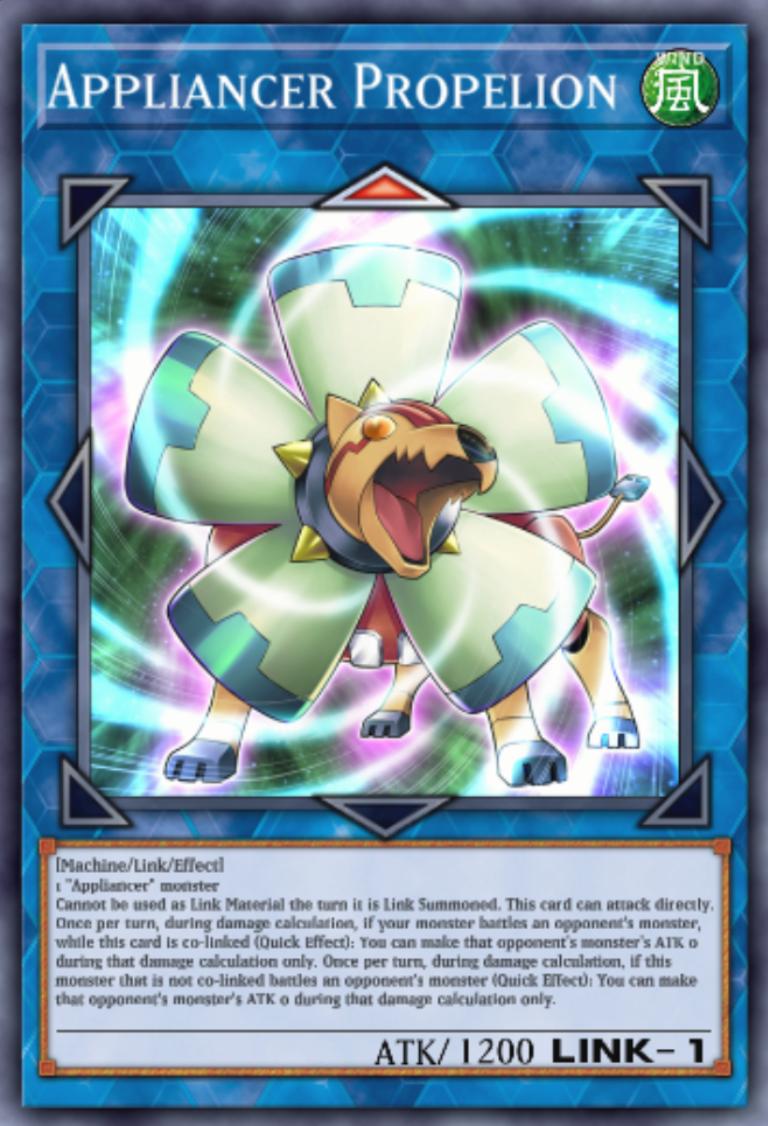 APPLIANCER PROPELION
WIND
風
[Machine/Link/Effect]
1 "Appliancer" monster
Cannot be used as Link Material the turn it is Link Summoned. This card can attack directly.
Once per turn, during damage calculation, if your monster battles an opponent's monster,
while this card is co-linked (Quick Effect): You can make that opponent's monster's ATK 0
during that damage calculation only. Once per turn, during damage calculation, if this
monster that is not co-linked battles an opponent's monster (Quick Effect): You can make
that opponent's monster's ATK 0 during that damage calculation only.
ATK/ 1200 LINK- 1